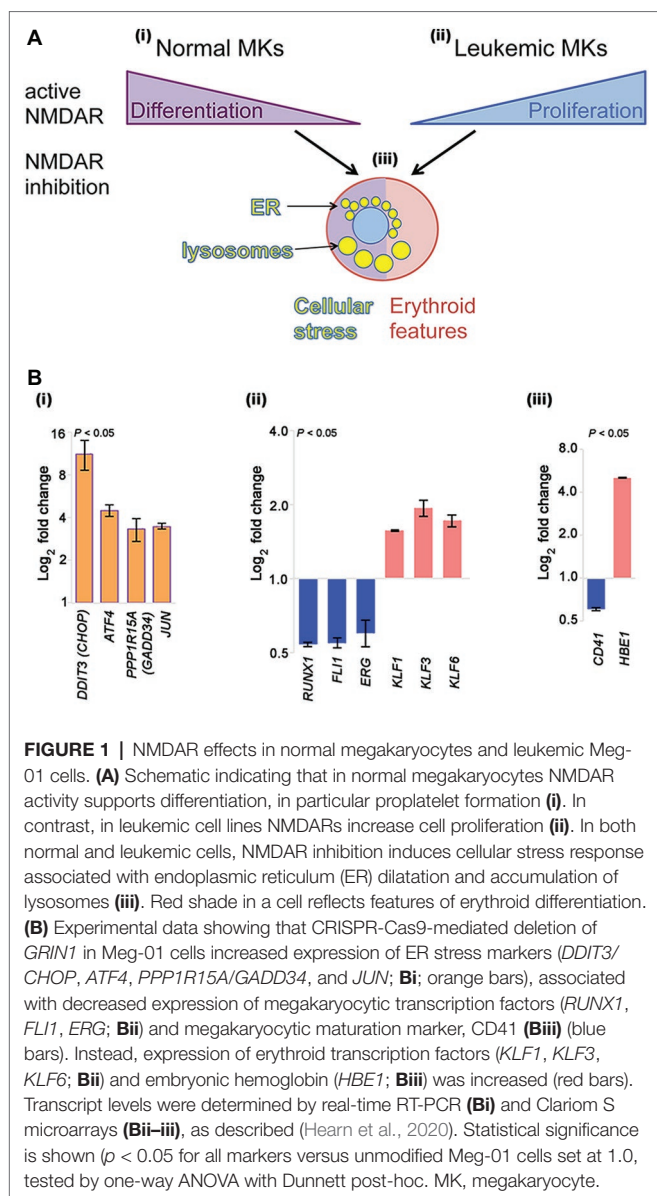 A
(i) Normal MKs
(ii) Leukemic MKs
active
NMDAR
Differentiation
Proliferation
NMDAR
inhibition
(iii)
ER
lysosomes
Cellular
stress
Erythroid
features
B
(i)
P < 0.05
Log2 fold change
16
8
4
2
1
DDIT3 (CHOP)
ATF4
PPP1R15A
(GADD34)
JUN
(ii)
P < 0.05
Log2 fold change
4.0
2.0
1.0
0.5
RUNX1
FLI1
ERG
KLF1
KLF3
KLF6
(iii)
P < 0.05
Log2 fold change
8.0
4.0
1.0
0.5
CD41
HBE1
FIGURE 1 | NMDAR effects in normal megakaryocytes and leukemic Meg-
01 cells. (A) Schematic indicating that in normal megakaryocytes NMDAR
activity supports differentiation, in particular proplatelet formation (i). In
contrast, in leukemic cell lines NMDARs increase cell proliferation (ii). In both
normal and leukemic cells, NMDAR inhibition induces cellular stress response
associated with endoplasmic reticulum (ER) dilatation and accumulation of
lysosomes (iii). Red shade in a cell reflects features of erythroid differentiation.
(B) Experimental data showing that CRISPR-Cas9-mediated deletion of
GRIN1 in Meg-01 cells increased expression of ER stress markers (DDIT3/
CHOP, ATF4, PPP1R15A/GADD34, and JUN; Bi; orange bars), associated
with decreased expression of megakaryocytic transcription factors (RUNX1,
FLI1, ERG; Bii) and megakaryocytic maturation marker, CD41 (Biii) (blue
bars). Instead, expression of erythroid transcription factors (KLF1, KLF3,
KLF6; Bii) and embryonic hemoglobin (HBE1; Biii) was increased (red bars).
Transcript levels were determined by real-time RT-PCR (Bi) and Clariom S
microarrays (Bii–iii), as described (Hearn et al., 2020). Statistical significance
is shown (p < 0.05 for all markers versus unmodified Meg-01 cells set at 1.0,
tested by one-way ANOVA with Dunnett post-hoc. MK, megakaryocyte.